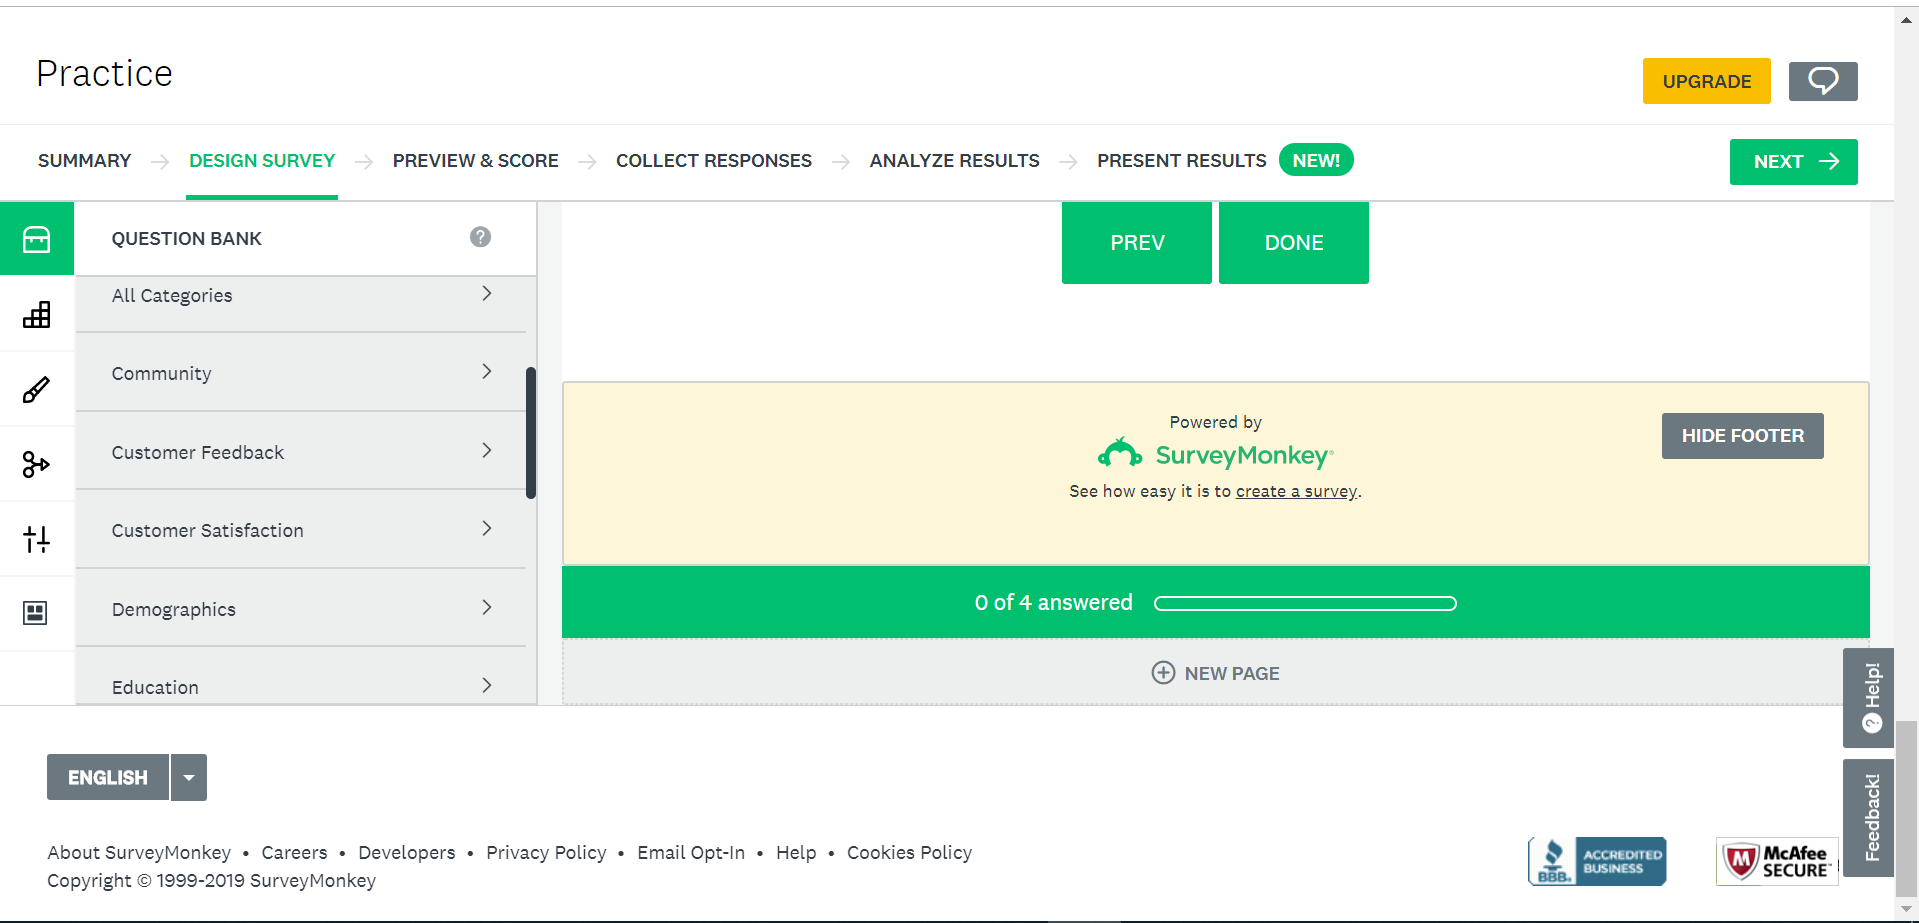 Practice
UPGRADE
SUMMARY DESIGN SURVEY PREVIEW & SCORE COLLECT RESPONSES ANALYZE RESULTS PRESENT RESULTS NEW! NEXT
QUESTION BANK ?
All Categories
Community
Customer Feedback
Customer Satisfaction
Demographics
Education
PREV DONE
Powered by
SurveyMonkey®
See how easy it is to create a survey.
HIDE FOOTER
0 of 4 answered
NEW PAGE
? Help!
Feedback!
ENGLISH
About SurveyMonkey • Careers • Developers • Privacy Policy • Email Opt-In • Help • Cookies Policy
Copyright © 1999-2019 SurveyMonkey
BBB.
ACCREDITED
BUSINESS
M
McAfee
SECURE™